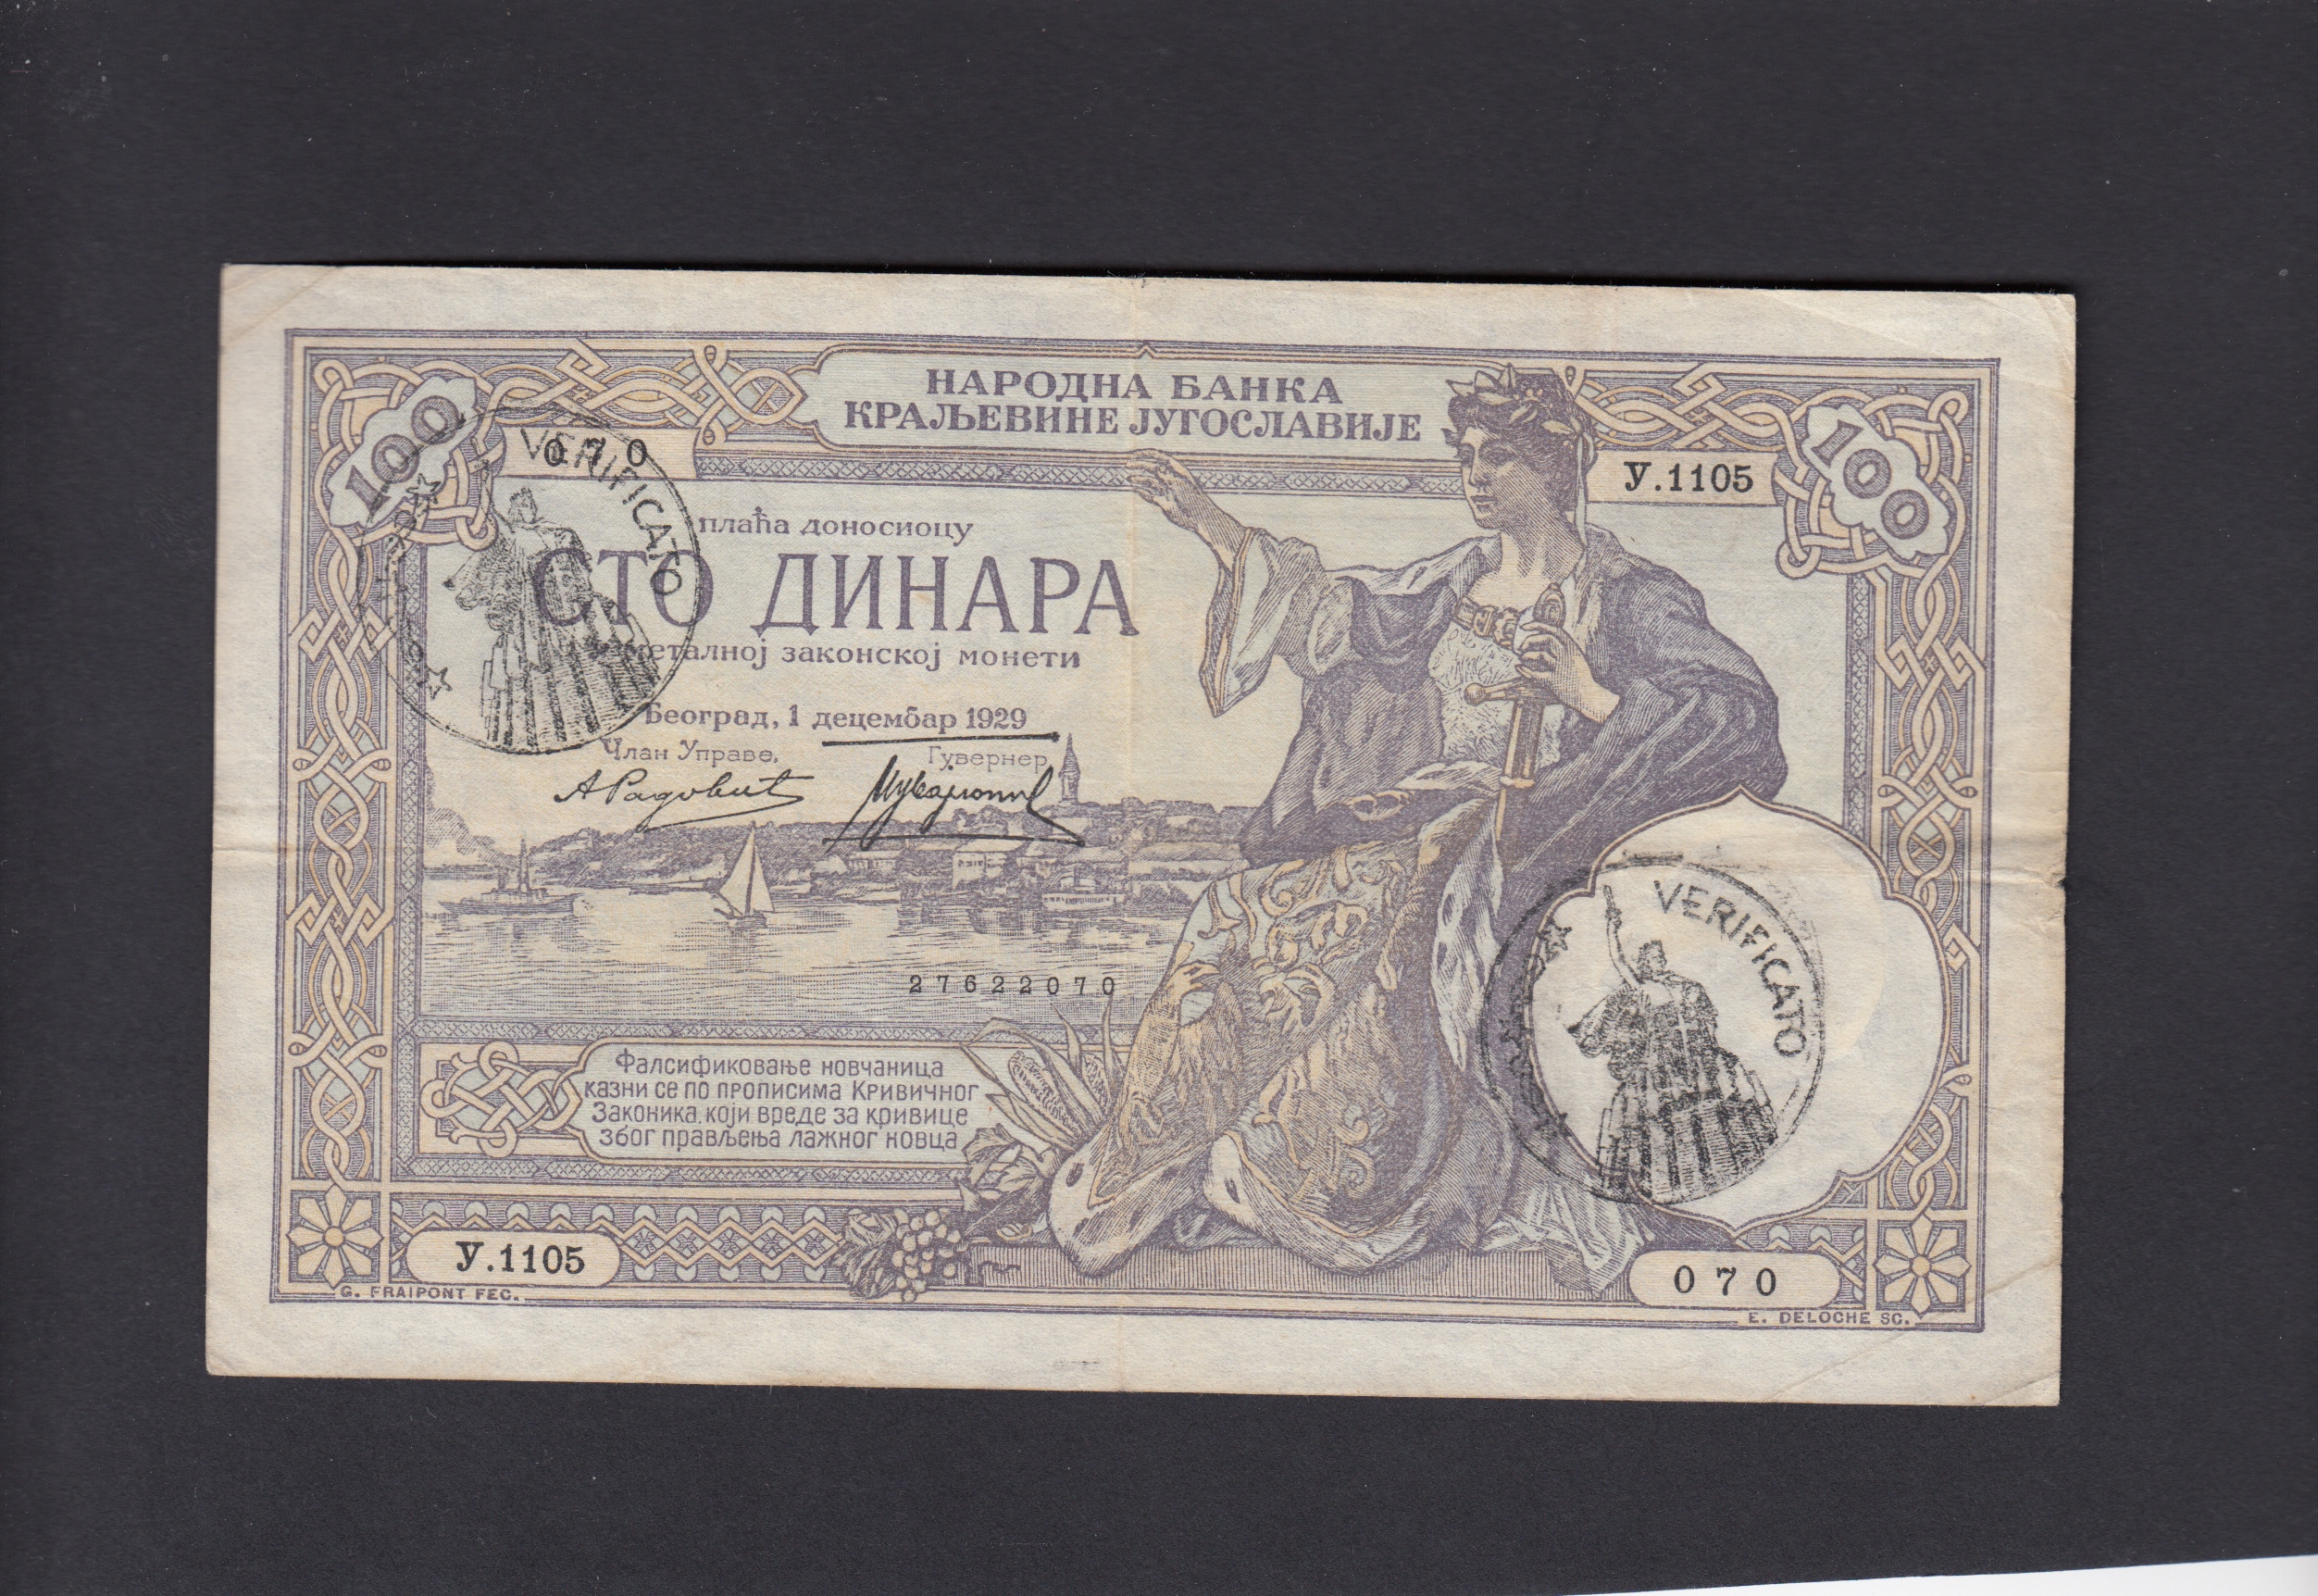 НАРОДНА БАНКА
КРАЉЕВИНЕ ЈУГОСЛАВИЈЕ
100
100
070
У.1105
VERIFICATO
плаћа доносиоцу
СТО ДИНАРА
металној законској монети
Београд, 1 децембар 1929
Члан Управе,
Гувернер,
А Радовић
VERIFICATO
27622070
Фалсификовање новчаница
казни се по прописима Кривичног
Законика, који вреде за кривице
због прављења лажног новца
У.1105
070
G. FRAIPONT FEC.
E. DELOCHE SC.